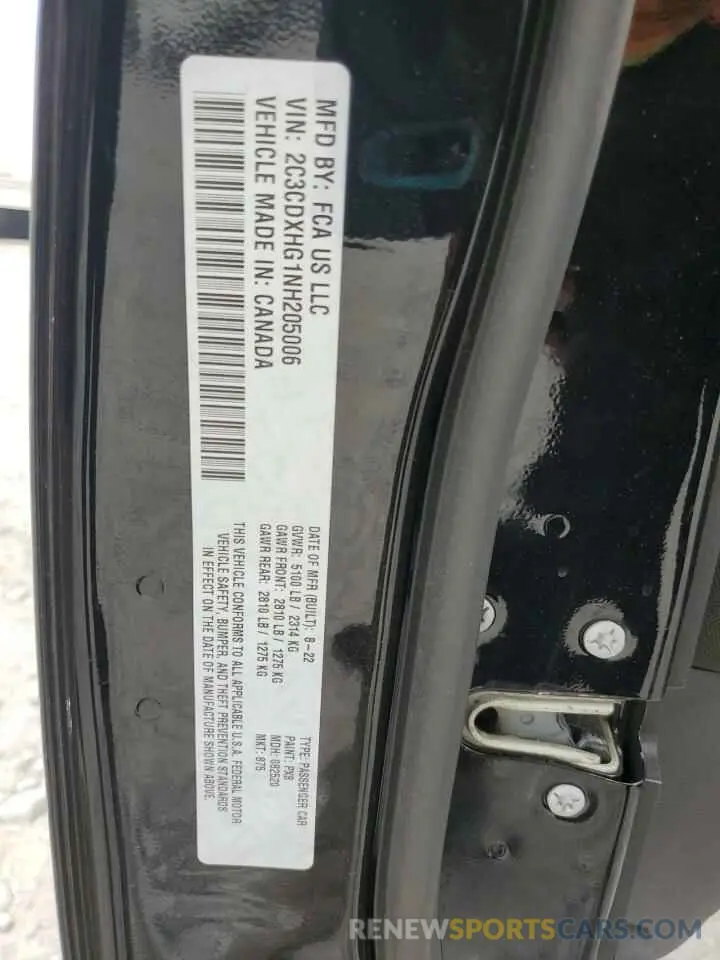 MFD BY: FCA US LLC
VIN: 2C3CDXHG1NH205006
VEHICLE MADE IN: CANADA
DATE OF MFR (BUILT): 8-22
GVWR: 5100 LB / 2314 KG
GAWR FRONT: 2810 LB / 1275 KG
GAWR REAR: 2810 LB / 1275 KG
THIS VEHICLE CONFORMS TO ALL APPLICABLE U.S.A. FEDERAL MOTOR
VEHICLE SAFETY, BUMPER, AND THEFT PREVENTION STANDARDS
IN EFFECT ON THE DATE OF MANUFACTURE SHOWN ABOVE.
TYPE: PASSENGER CAR
PAINT: PX8
MDH: 082520
MKT: 875
RENEWSPORTSCARS.COM